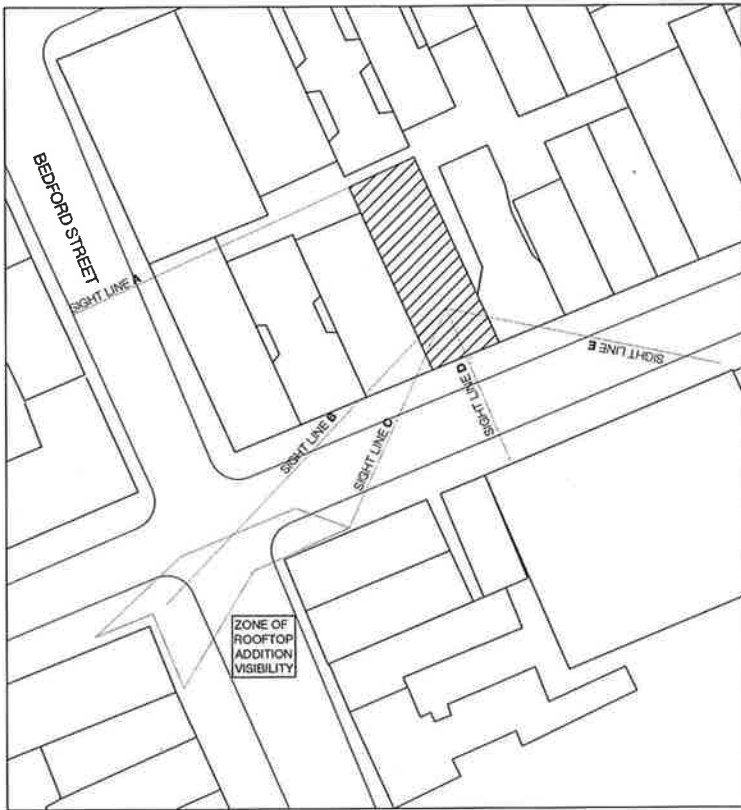 BEDFORD STREET
SIGHT LINE A
SIGHT LINE B
SIGHT LINE C
SIGHT LINE D
SIGHT LINE E
ZONE OF
ROOFTOP
ADDITION
VISIBILITY